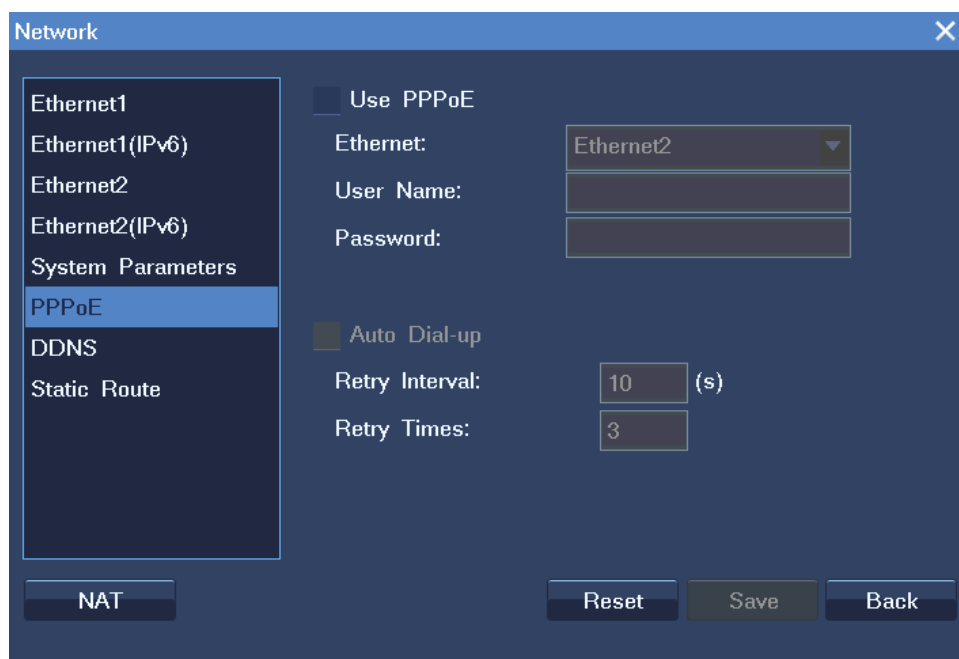 Network
Ethernet1
Ethernet1(IPv6)
Ethernet2
Ethernet2(IPv6)
System Parameters
PPPoE
DDNS
Static Route
Use PPPoE
Ethernet: Ethernet2
User Name:
Password:
Auto Dial-up
Retry Interval: 10 (s)
Retry Times: 3
NAT Reset Save Back